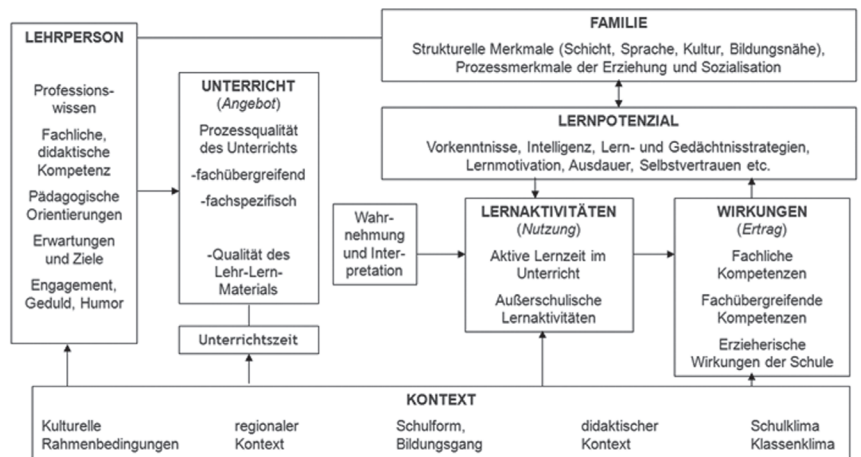 LEHRPERSON
Professions-
wissen
Fachliche,
didaktische
Kompetenz
Pädagogische
Orientierungen
Erwartungen
und Ziele
Engagement,
Geduld, Humor
UNTERRICHT
(Angebot)
Prozessqualität
des Unterrichts
-fachübergreifend
-fachspezifisch
-Qualität des
Lehr-Lern-
Materials
Unterrichtszeit
FAMILIE
Strukturelle Merkmale (Schicht, Sprache, Kultur, Bildungsnähe),
Prozessmerkmale der Erziehung und Sozialisation
LERNPOTENZIAL
Vorkenntnisse, Intelligenz, Lern- und Gedächtnisstrategien,
Lernmotivation, Ausdauer, Selbstvertrauen etc.
Wahr-
nehmung
und Inter-
pretation
LERNAKTIVITÄTEN
(Nutzung)
Aktive Lernzeit im
Unterricht
Außerschulische
Lernaktivitäten
WIRKUNGEN
(Ertrag)
Fachliche
Kompetenzen
Fachübergreifende
Kompetenzen
Erzieherische
Wirkungen der Schule
KONTEXT
Kulturelle
Rahmenbedingungen
regionaler
Kontext
Schulform,
Bildungsgang
didaktischer
Kontext
Schulklima
Klassenklima